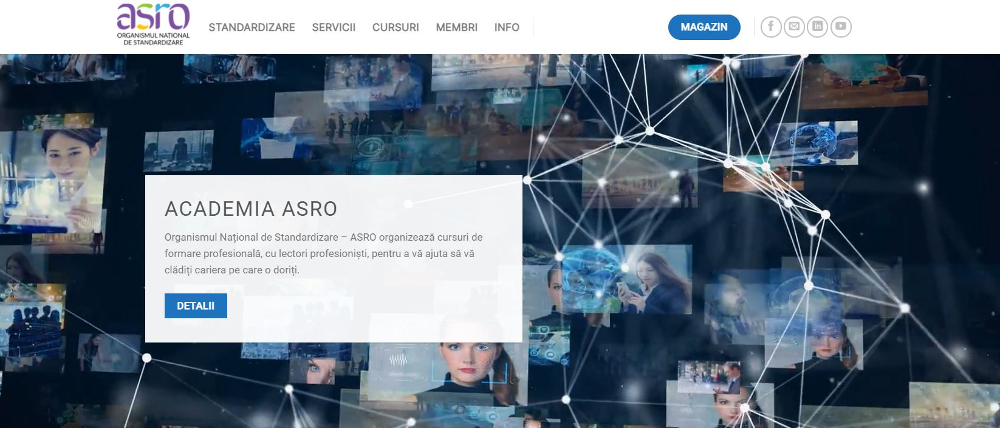 asro
ORGANISMUL NAȚIONAL
DE STANDARDIZARE
STANDARDIZARE
SERVICII
CURSURI
MEMBRI
INFO
MAGAZIN
ACADEMIA ASRO
Organismul Național de Standardizare – ASRO organizează cursuri de
formare profesională, cu lectori profesioniști, pentru a vă ajuta să vă
clădiți cariera pe care o doriți.
DETALII